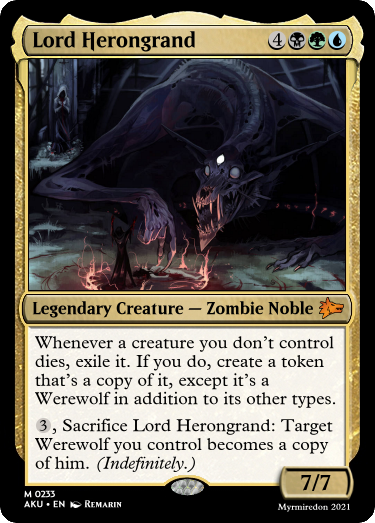 Lord Herongrand 4
Legendary Creature — Zombie Noble
Whenever a creature you don't control
dies, exile it. If you do, create a token
that's a copy of it, except it's a
Werewolf in addition to its other types.
3, Sacrifice Lord Herongrand: Target
Werewolf you control becomes a copy
of him. (Indefinitely.)
7/7
M 0233
AKU • EN Remarin
Myrmiredon 2021